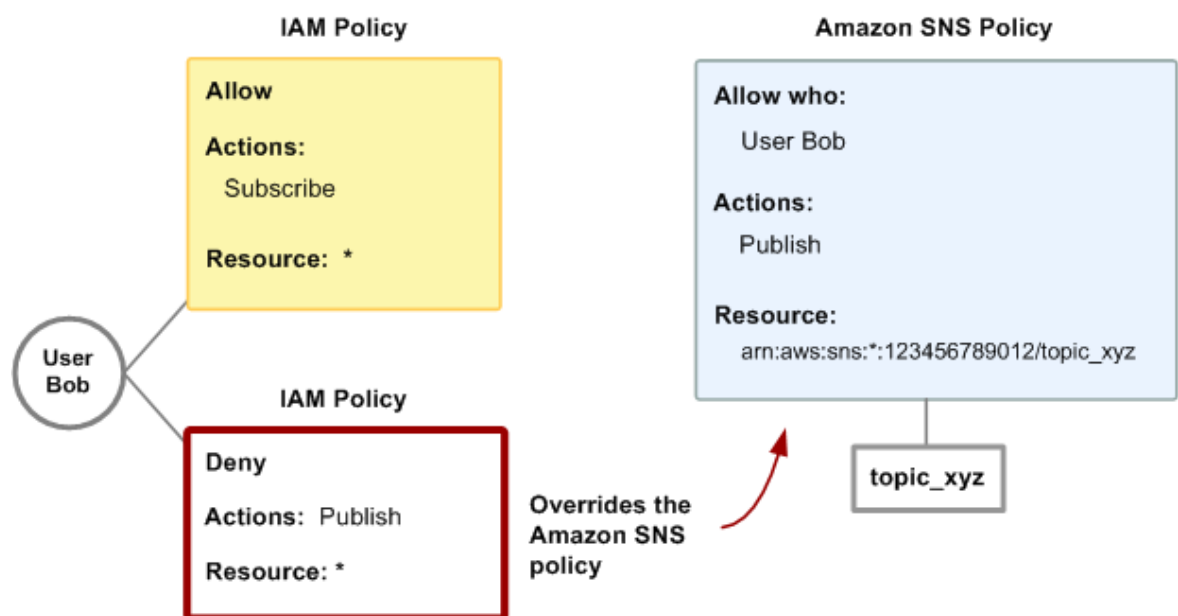 IAM Policy
Allow
Actions:
Subscribe
Resource: *
User
Bob
IAM Policy
Deny
Actions: Publish
Resource: *
Overrides the
Amazon SNS
policy
Amazon SNS Policy
Allow who:
User Bob
Actions:
Publish
Resource:
arn:aws:sns:*:123456789012/topic_xyz
topic_xyz